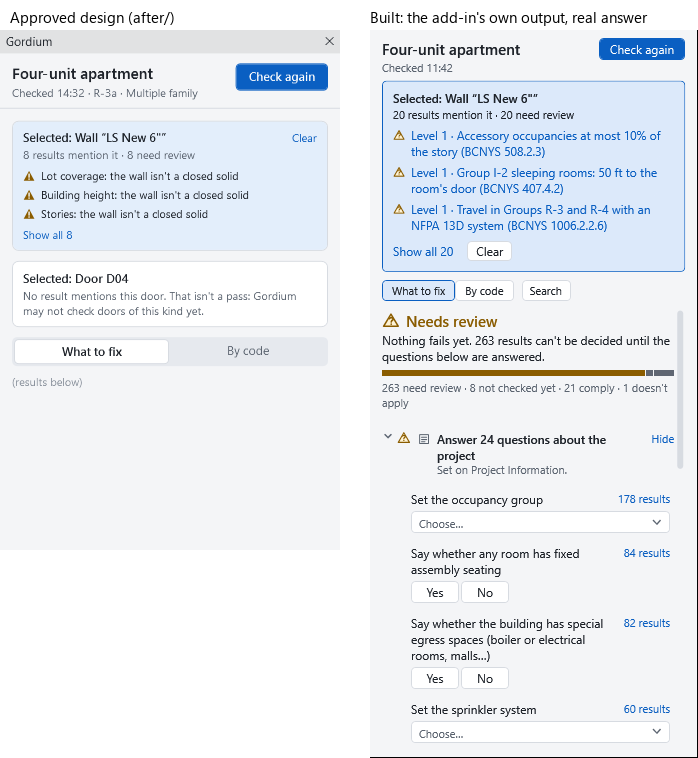 Approved design (after/)
Gordium
Four-unit apartment
Check again
Checked 14:32 · R-3a · Multiple family
Selected: Wall “LS New 6"”
Clear
8 results mention it · 8 need review
Lot coverage: the wall isn't a closed solid
Building height: the wall isn't a closed solid
Stories: the wall isn't a closed solid
Show all 8
Selected: Door D04
No result mentions this door. That isn't a pass: Gordium
may not check doors of this kind yet.
What to fix
By code
(results below)
Built: the add-in's own output, real answer
Four-unit apartment
Check again
Checked 11:42
Selected: Wall “LS New 6"”
20 results mention it · 20 need review
Level 1 · Accessory occupancies at most 10% of
the story (BCNYS 508.2.3)
Level 1 · Group I-2 sleeping rooms: 50 ft to the
room's door (BCNYS 407.4.2)
Level 1 · Travel in Groups R-3 and R-4 with an
NFPA 13D system (BCNYS 1006.2.2.6)
Show all 20
Clear
What to fix
By code
Search
Needs review
Nothing fails yet. 263 results can't be decided until the
questions below are answered.
263 need review · 8 not checked yet · 21 comply · 1 doesn't
apply
Answer 24 questions about the
project
Hide
Set on Project Information.
Set the occupancy group
178 results
Choose...
Say whether any room has fixed
assembly seating
84 results
Yes
No
Say whether the building has special
egress spaces (boiler or electrical
rooms, malls...)
82 results
Yes
No
Set the sprinkler system
60 results
Choose...